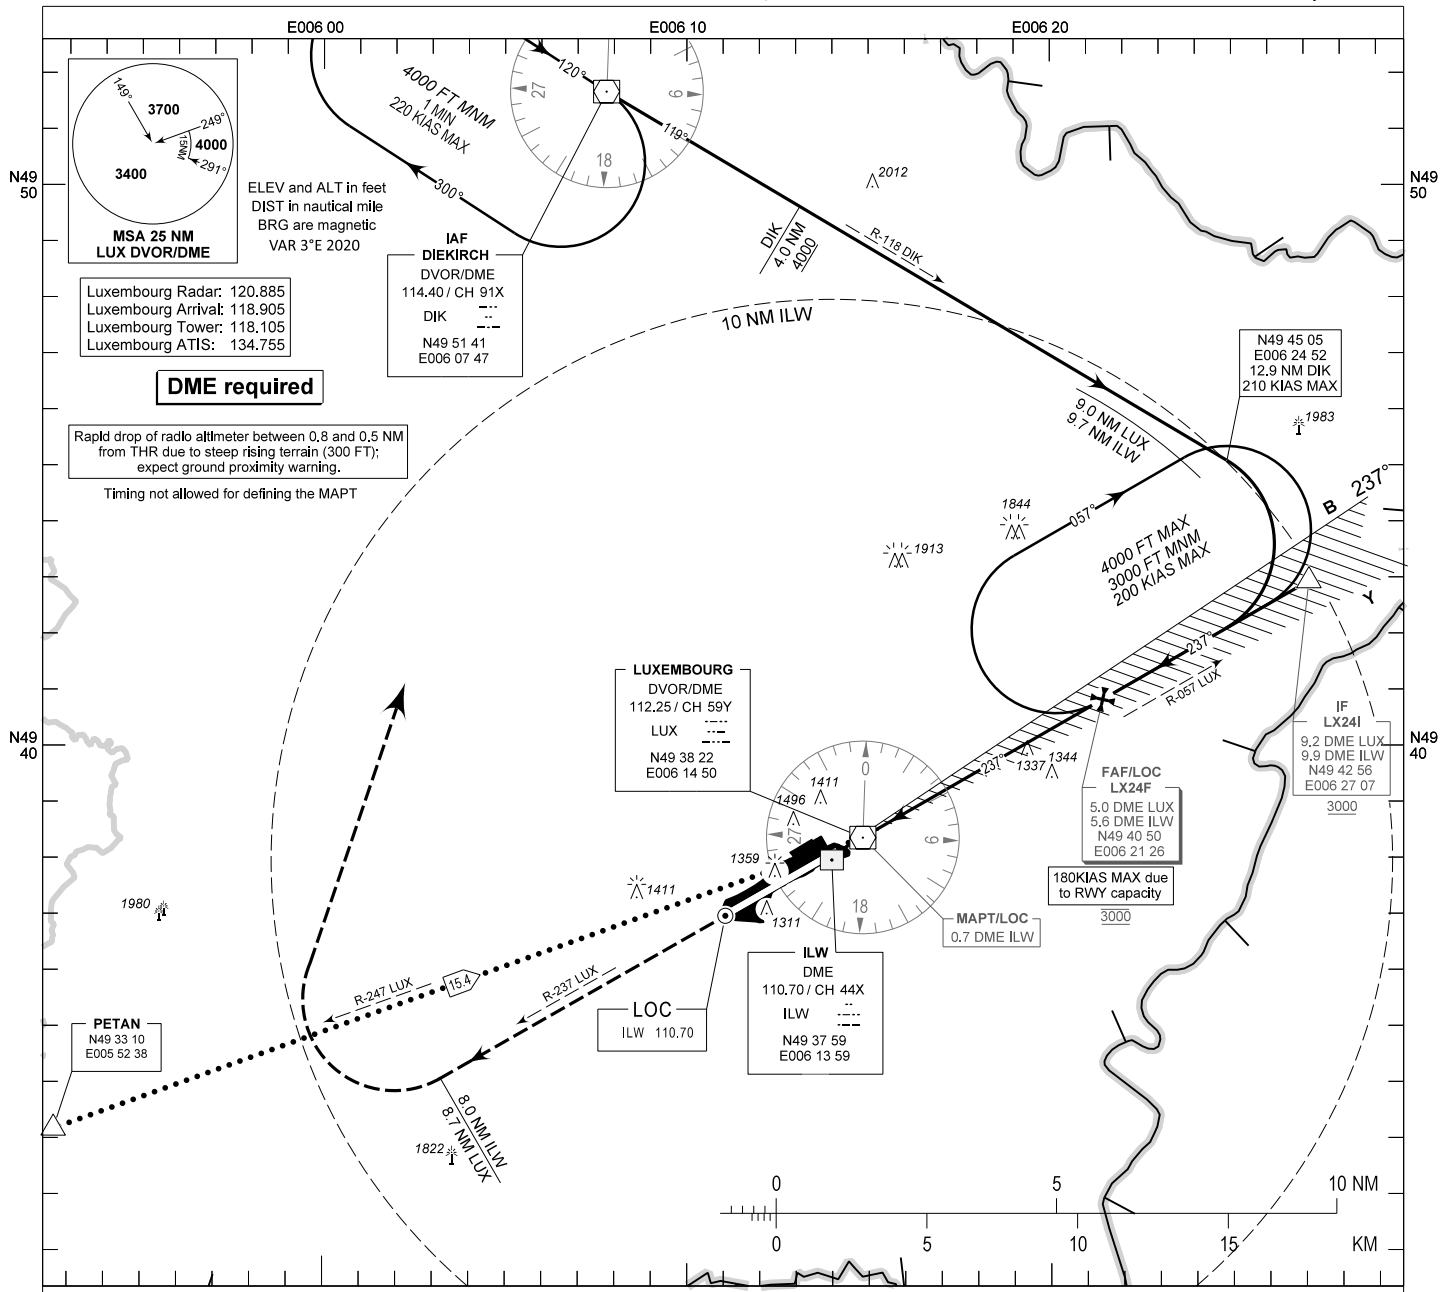 E006 00
E006 10
E006 20
N49
50
N49
50
N49
40
N49
40
149°
3700
249°
15NM
4000
291°
3400
MSA 25 NM
LUX DVOR/DME
ELEV and ALT in feet
DIST in nautical mile
BRG are magnetic
VAR 3°E 2020
Luxembourg Radar: 120.885
Luxembourg Arrival: 118.905
Luxembourg Tower: 118.105
Luxembourg ATIS: 134.755
DME required
Rapid drop of radio altimeter between 0.8 and 0.5 NM
from THR due to steep rising terrain (300 FT);
expect ground proximity warning.
Timing not allowed for defining the MAPT
4000 FT MNM
1 MIN
220 KIAS MAX
120°
300°
27
9
18
119°
IAF
DIEKIRCH
DVOR/DME
114.40 / CH 91X
DIK
N49 51 41
E006 07 47
2012
DIK
4.0 NM
4000
R-118 DIK
10 NM ILW
9.0 NM LUX
9.7 NM ILW
N49 45 05
E006 24 52
12.9 NM DIK
210 KIAS MAX
1983
057°
4000 FT MAX
3000 FT MNM
200 KIAS MAX
B
237°
Y
1844
1913
237°
R-057 LUX
LUXEMBOURG
DVOR/DME
112.25 / CH 59Y
LUX
N49 38 22
E006 14 50
IF
LX24I
9.2 DME LUX
9.9 DME ILW
N49 42 56
E006 27 07
3000
FAF/LOC
LX24F
5.0 DME LUX
5.6 DME ILW
N49 40 50
E006 21 26
180KIAS MAX due
to RWY capacity
3000
237°
1337
1344
1411
1496
0
27
9
18
1359
1411
1311
1980
MAPT/LOC
0.7 DME ILW
ILW
DME
110.70 / CH 44X
ILW
N49 37 59
E006 13 59
LOC
ILW 110.70
R-247 LUX
15.4
R-237 LUX
PETAN
N49 33 10
E005 52 38
8.0 NM ILW
8.7 NM LUX
1822
0
5
10 NM
0
5
10
15
KM